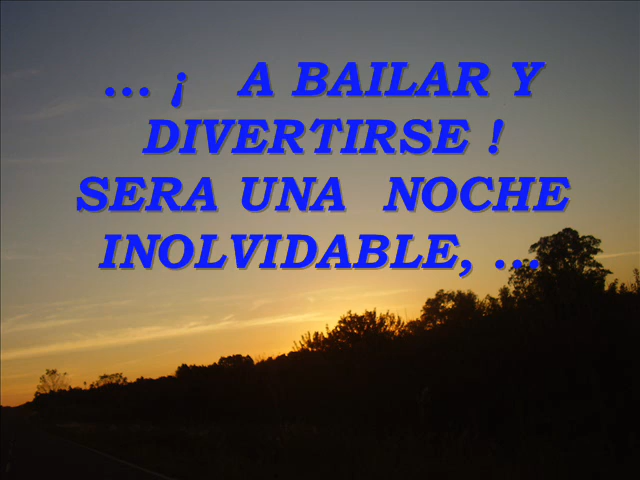 ... ¡ A BAILAR Y
DIVERTIRSE !
SERA UNA NOCHE
INOLVIDABLE, ...